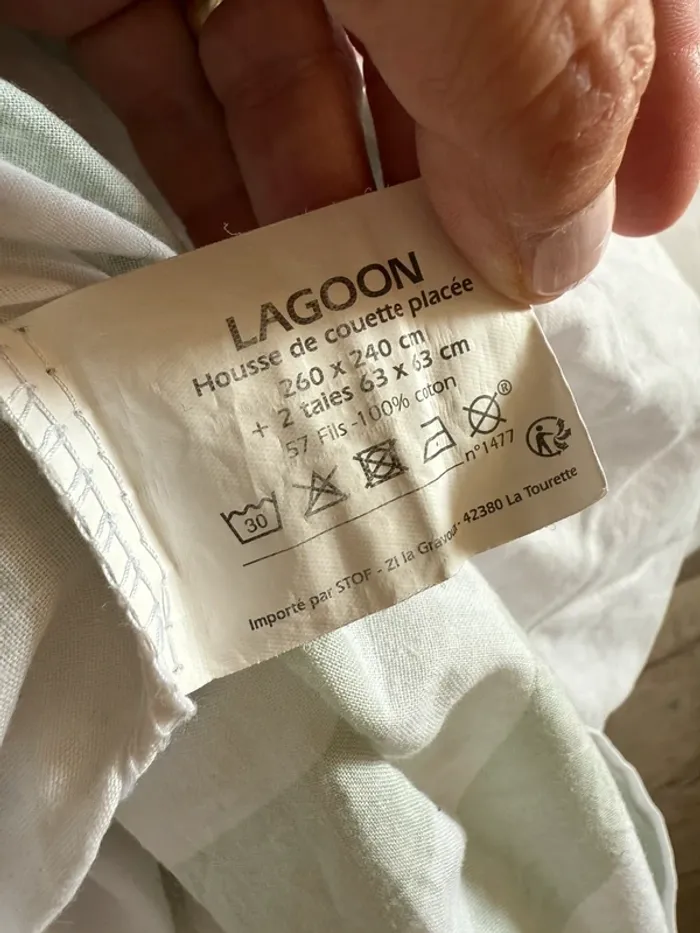 LAGOON
Housse de couette placée
260 x 240 cm
+ 2 taies 63 x 63 cm
57 Fils -100% coton
30
®
n°1477
Importé par STOF - ZI la Gravoux 42380 La Tourette